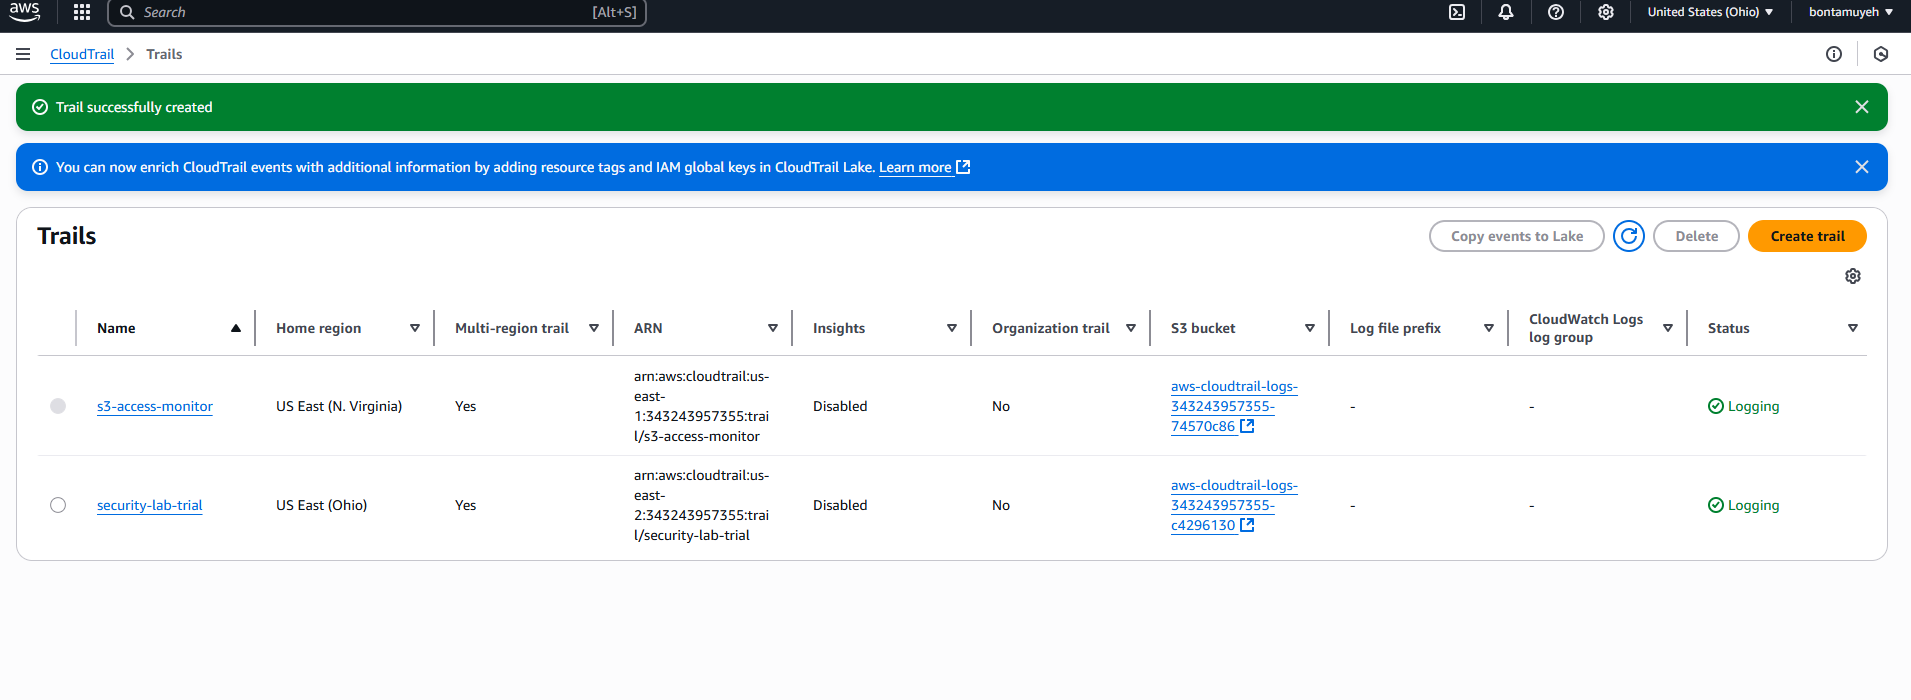 aws
Search [Alt+S]
United States (Ohio)
bontamuyeh
CloudTrail
Trails
Trail successfully created
You can now enrich CloudTrail events with additional information by adding resource tags and IAM global keys in CloudTrail Lake. Learn more
Trails
Copy events to Lake
Delete
Create trail
Name
Home region
Multi-region trail
ARN
Insights
Organization trail
S3 bucket
Log file prefix
CloudWatch Logs
log group
Status
s3-access-monitor
US East (N. Virginia)
Yes
arn:aws:cloudtrail:us-
east-
1:343243957355:trai
l/s3-access-monitor
Disabled
No
aws-cloudtrail-logs-
343243957355-
74570c86
-
-
Logging
security-lab-trial
US East (Ohio)
Yes
arn:aws:cloudtrail:us-
east-
2:343243957355:trai
l/security-lab-trial
Disabled
No
aws-cloudtrail-logs-
343243957355-
c4296130
-
-
Logging